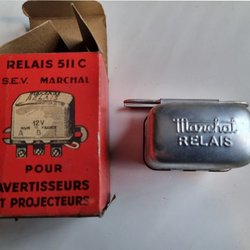 RELAIS 511 C
S.E.V. MARCHAL
12V
A B
POUR
AVERTISSEURS
ET PROJECTEURS
Marchal
RELAIS